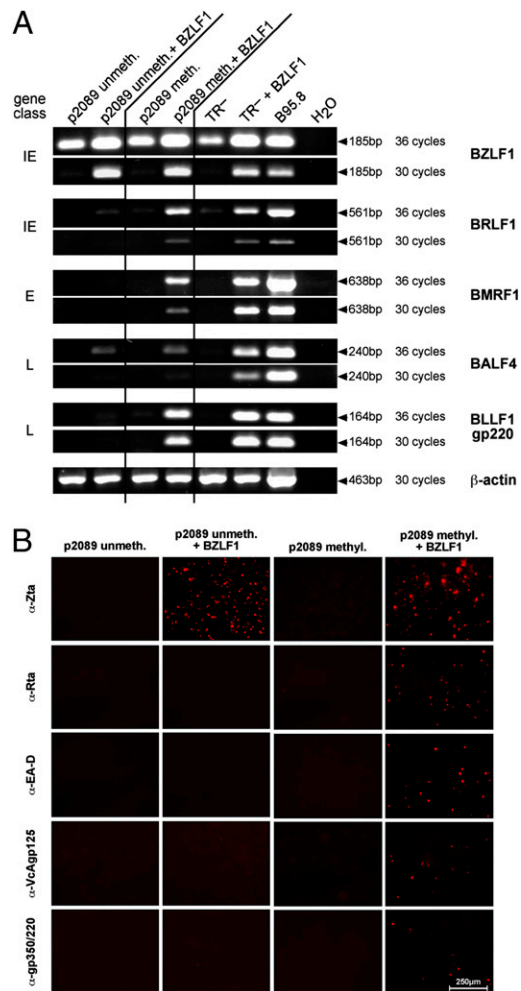 A
p2089 unmeth.
p2089 unmeth.+ BZLF1
p2089 meth.
p2089 meth.+ BZLF1
TR⁻
TR⁻ + BZLF1
B95.8
H2O
gene
class
IE
185bp 36 cycles
BZLF1
185bp 30 cycles
IE
561bp 36 cycles
BRLF1
561bp 30 cycles
E
638bp 36 cycles
BMRF1
638bp 30 cycles
L
240bp 36 cycles
BALF4
240bp 30 cycles
L
164bp 36 cycles
BLLF1
gp220
164bp 30 cycles
463bp 30 cycles
β-actin
B
p2089 unmeth.
p2089 unmeth.
+ BZLF1
p2089 methyl.
p2089 methyl.
+ BZLF1
α-Zta
α-Rta
α-EA-D
α-VcAgp125
α-gp350/220
250µm